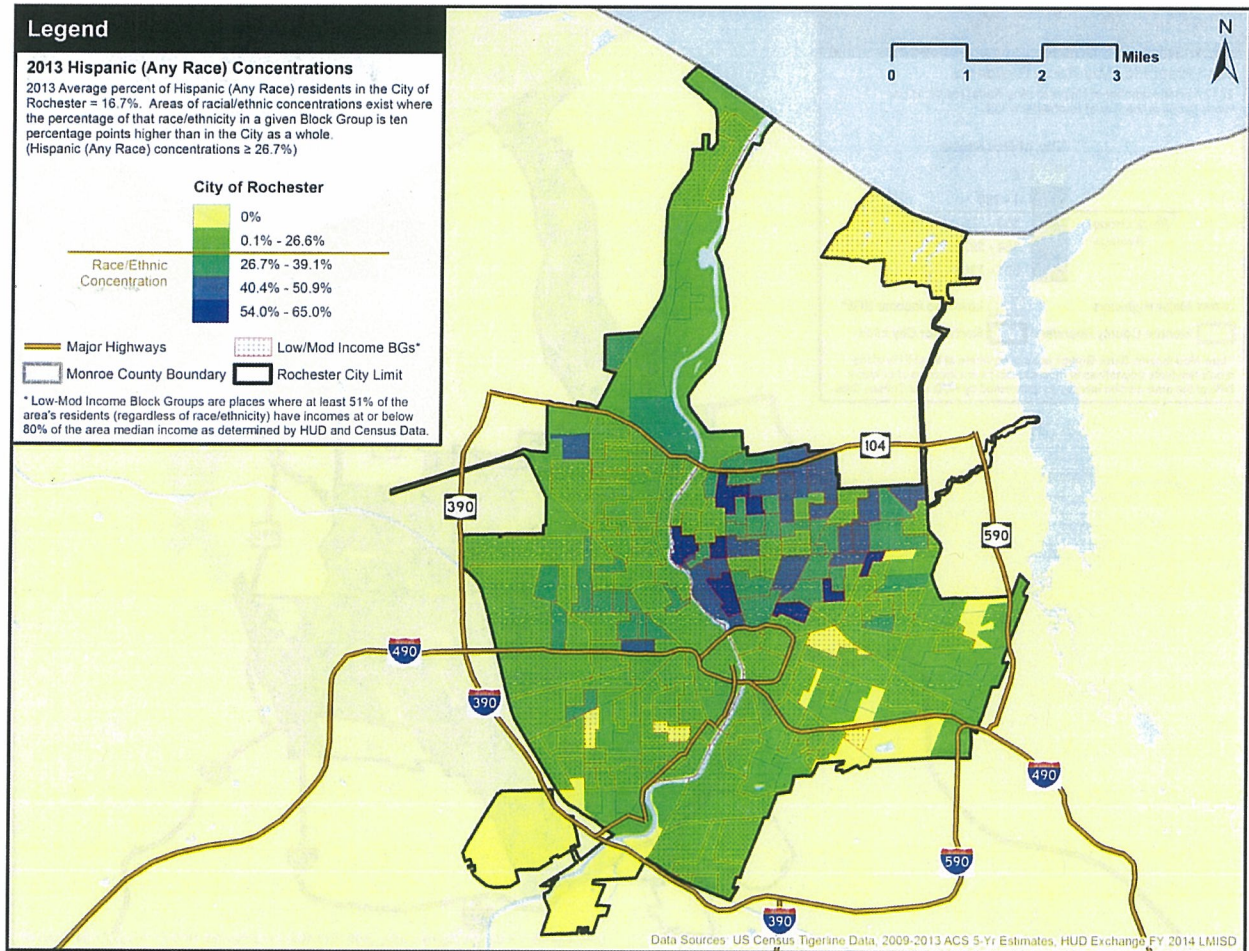 Legend
2013 Hispanic (Any Race) Concentrations
2013 Average percent of Hispanic (Any Race) residents in the City of
Rochester = 16.7%. Areas of racial/ethnic concentrations exist where
the percentage of that race/ethnicity in a given Block Group is ten
percentage points higher than in the City as a whole.
(Hispanic (Any Race) concentrations ≥ 26.7%)
City of Rochester
0%
0.1% - 26.6%
Race/Ethnic
Concentration
26.7% - 39.1%
40.4% - 50.9%
54.0% - 65.0%
Major Highways
Low/Mod Income BGs*
Monroe County Boundary
Rochester City Limit
* Low-Mod Income Block Groups are places where at least 51% of the
area's residents (regardless of race/ethnicity) have incomes at or below
80% of the area median income as determined by HUD and Census Data.
N
Miles
0 1 2 3
104
390
590
490
390
490
590
390
Data Sources: US Census Tigerline Data, 2009-2013 ACS 5-Yr Estimates, HUD Exchange FY 2014 LMISD